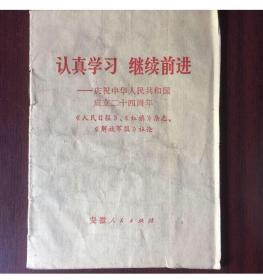 认真学习 继续前进
——庆祝中华人民共和国
成立二十四周年
《人民日报》、《红旗》杂志、
《解放军报》社论
安徽人民出版社